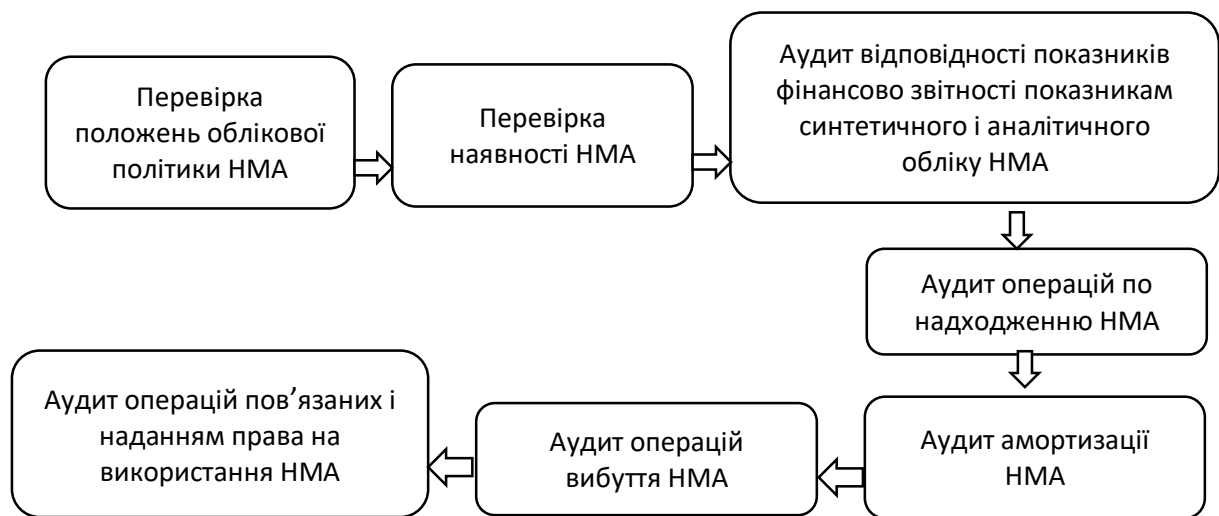 Перевірка
положень облікової
політики НМА
Перевірка
наявності НМА
Аудит відповідності показників
фінансово звітності показникам
синтетичного і аналітичного
обліку НМА
Аудит операцій по
надходженню НМА
Аудит амортизації
НМА
Аудит операцій
вибуття НМА
Аудит операцій пов’язаних і
наданням права на
використання НМА